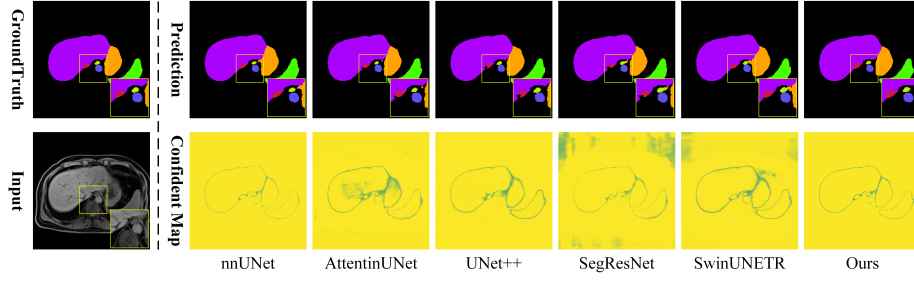 GroundTruth
Prediction
Input
Confident Map
nnUNet
AttentinUNet
UNet++
SegResNet
SwinUNETR
Ours